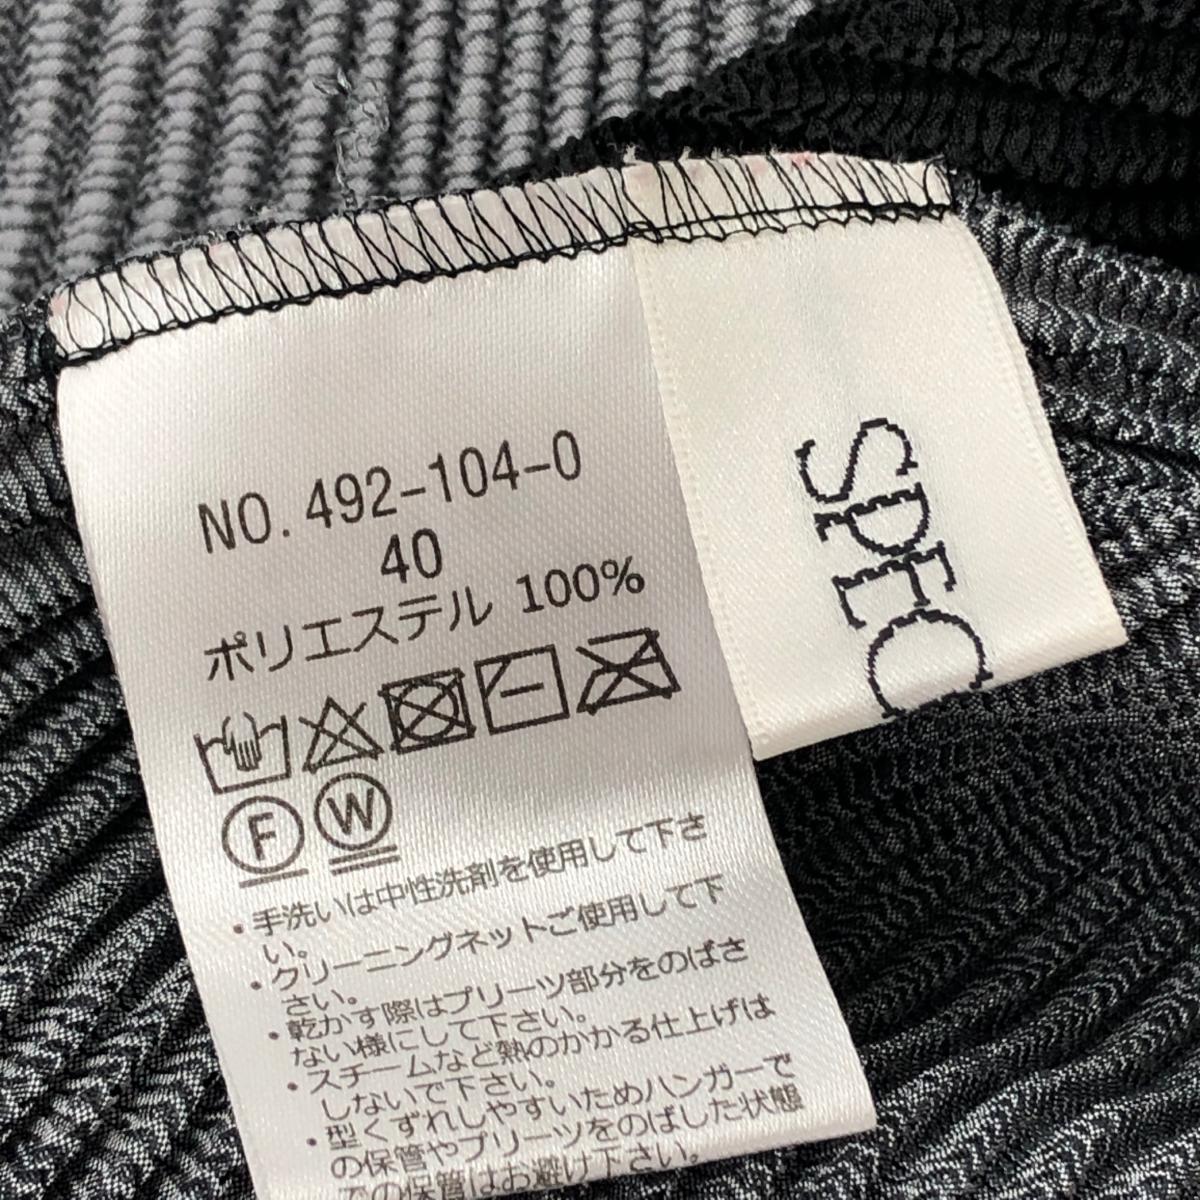 NO. 492-104-0
40
ポリエステル 100%
F
W
・手洗いは中性洗剤を使用して下さ
い。
・クリーニングネットご使用して下
さい。
・乾かす際はプリーツ部分をのばさ
ない様にして下さい。
・スチームなど熱のかかる仕上げは
しないで下さい。
・型くずれしやすいためハンガーで
の保管やプリーツをのばした状態
での保管はお避け下さい。
SPEC